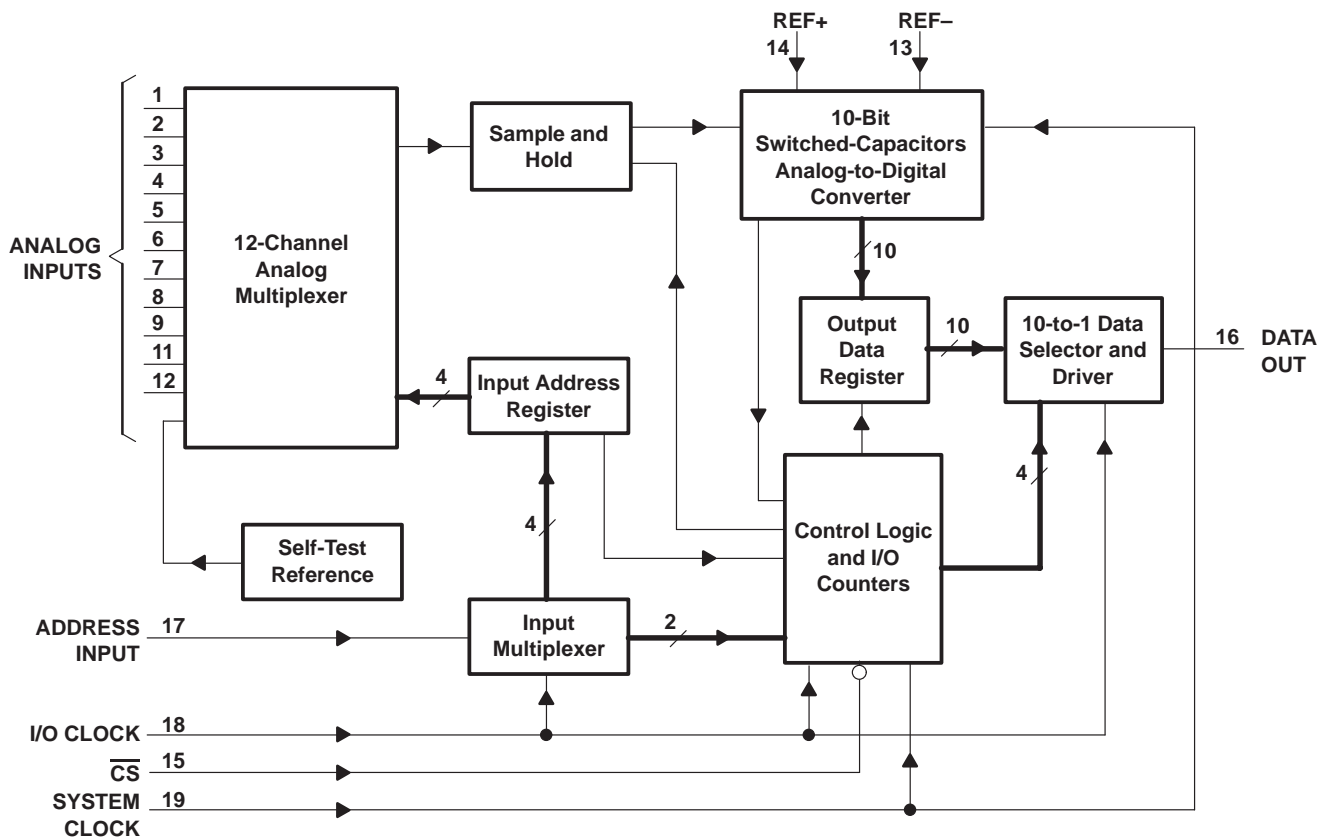 REF+
14
REF–
13
1
2
3
4
5
6
7
8
9
11
12
ANALOG
INPUTS
12-Channel
Analog
Multiplexer
Sample and
Hold
10-Bit
Switched-Capacitors
Analog-to-Digital
Converter
10
Output
Data
Register
10
10-to-1 Data
Selector and
Driver
16
DATA
OUT
4
Input Address
Register
4
4
Self-Test
Reference
Control Logic
and I/O
Counters
ADDRESS
INPUT
17
Input
Multiplexer
2
I/O CLOCK
18
CS
15
SYSTEM
CLOCK
19